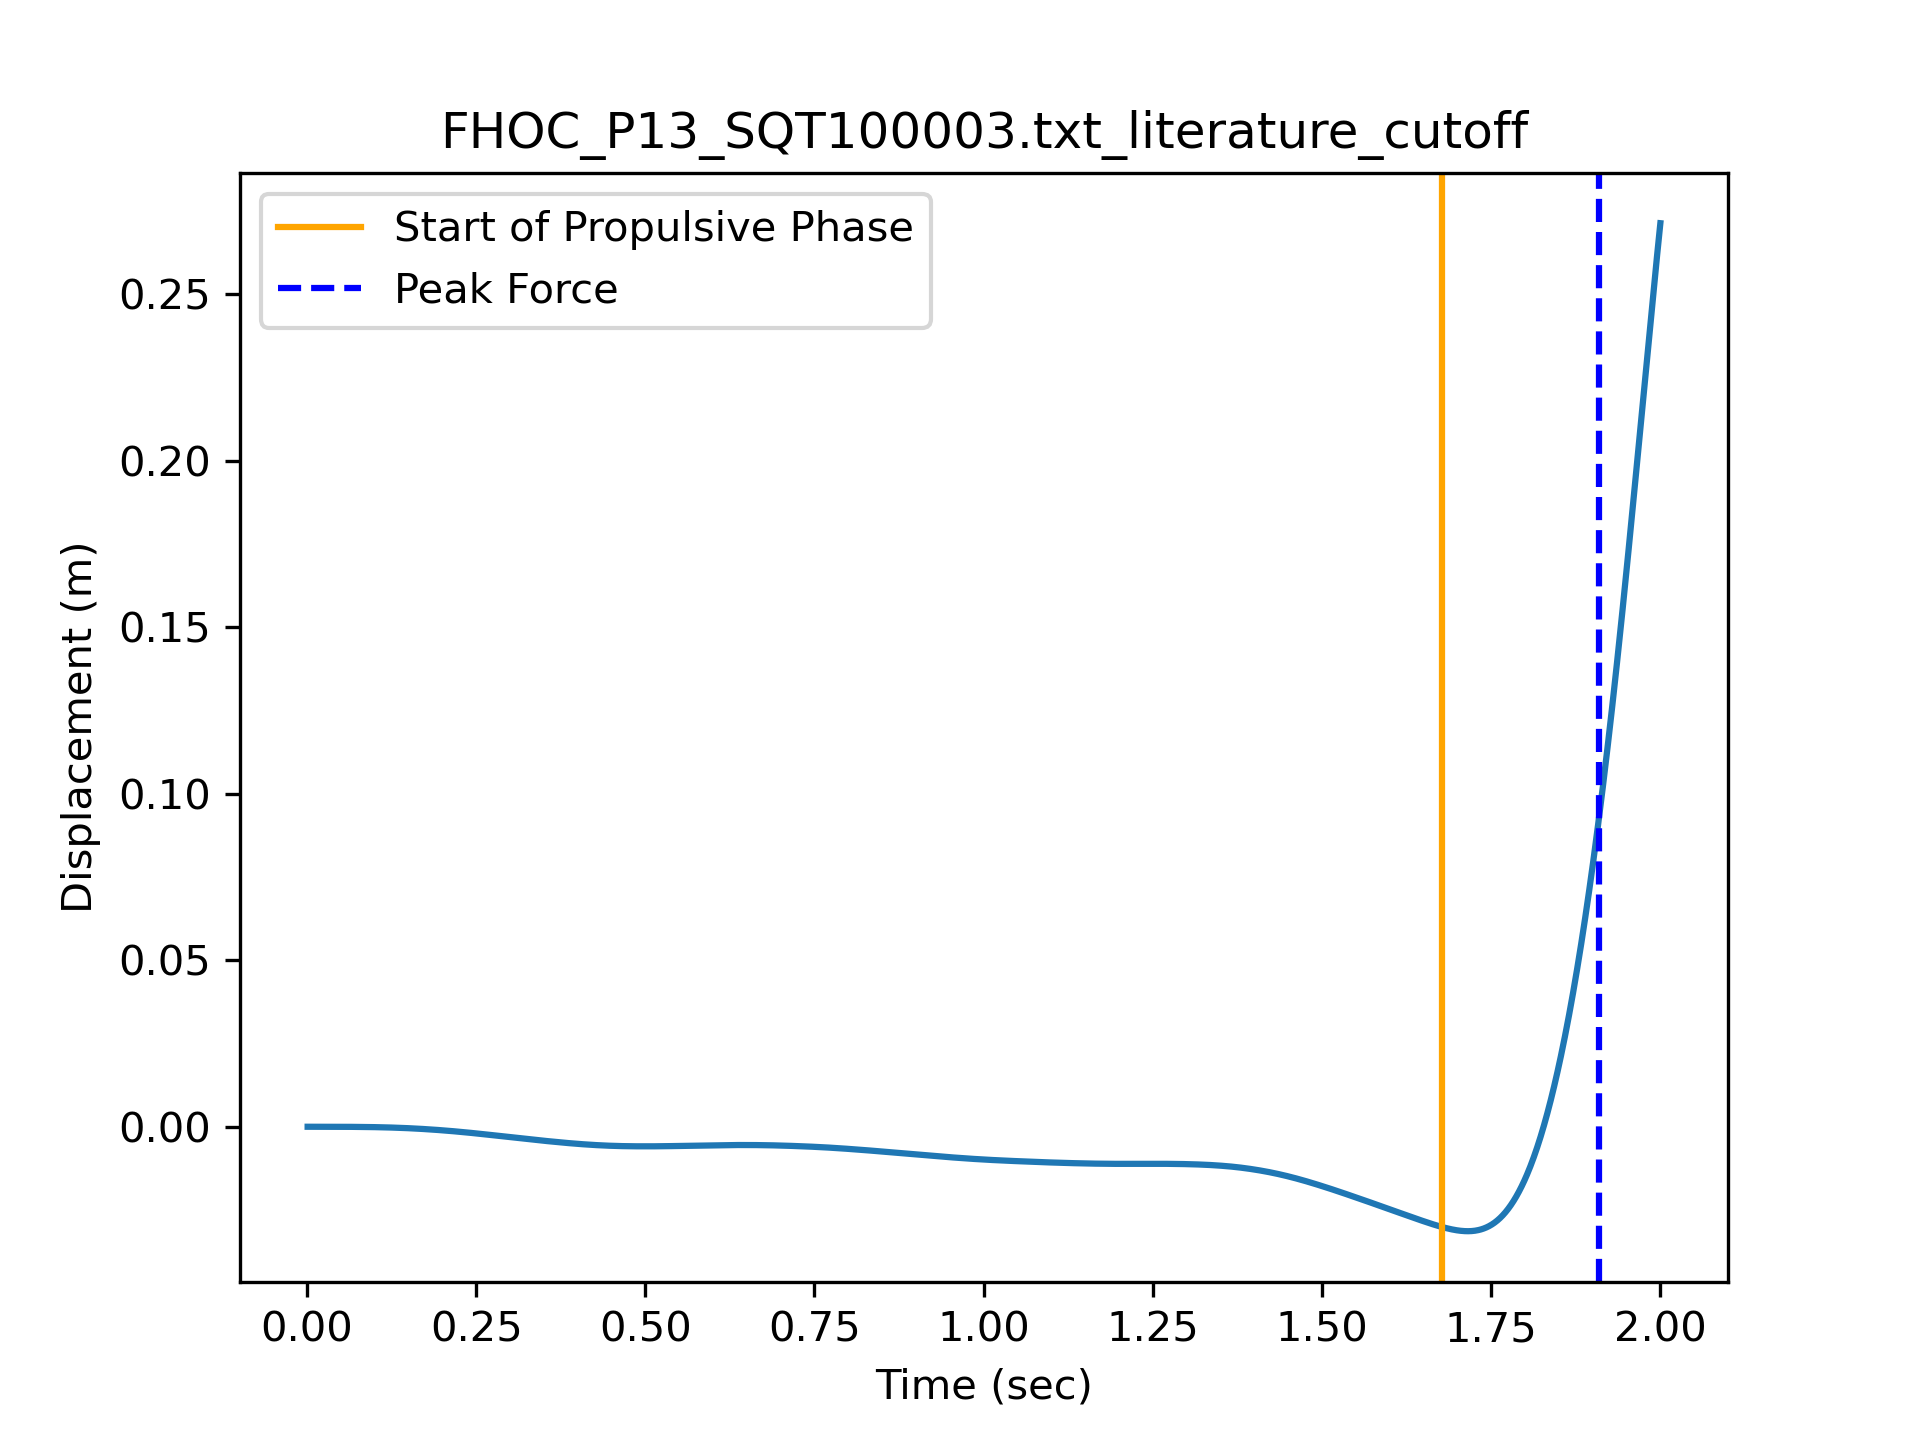 FHOC_P13_SQT100003.txt_literature_cutoff
Start of Propulsive Phase
Peak Force
0.25
0.20
0.15
0.10
0.05
0.00
Displacement (m)
0.00 0.25 0.50 0.75 1.00 1.25 1.50 1.75 2.00
Time (sec)